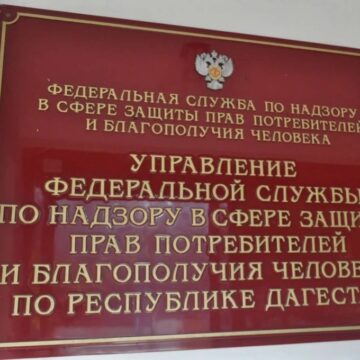 ФЕДЕРАЛЬНАЯ СЛУЖБА ПО НАДЗОРУ
В СФЕРЕ ЗАЩИТЫ ПРАВ ПОТРЕБИТЕЛЕ
И БЛАГОПОЛУЧИЯ ЧЕЛОВЕКА
УПРАВЛЕНИЕ
ФЕДЕРАЛЬНОЙ СЛУЖБЫ
ПО НАДЗОРУ В СФЕРЕ ЗАЩИ
ПРАВ ПОТРЕБИТЕЛЕЙ
И БЛАГОПОЛУЧИЯ ЧЕЛОВЕ
ПО РЕСПУБЛИКЕ ДАГЕСТ